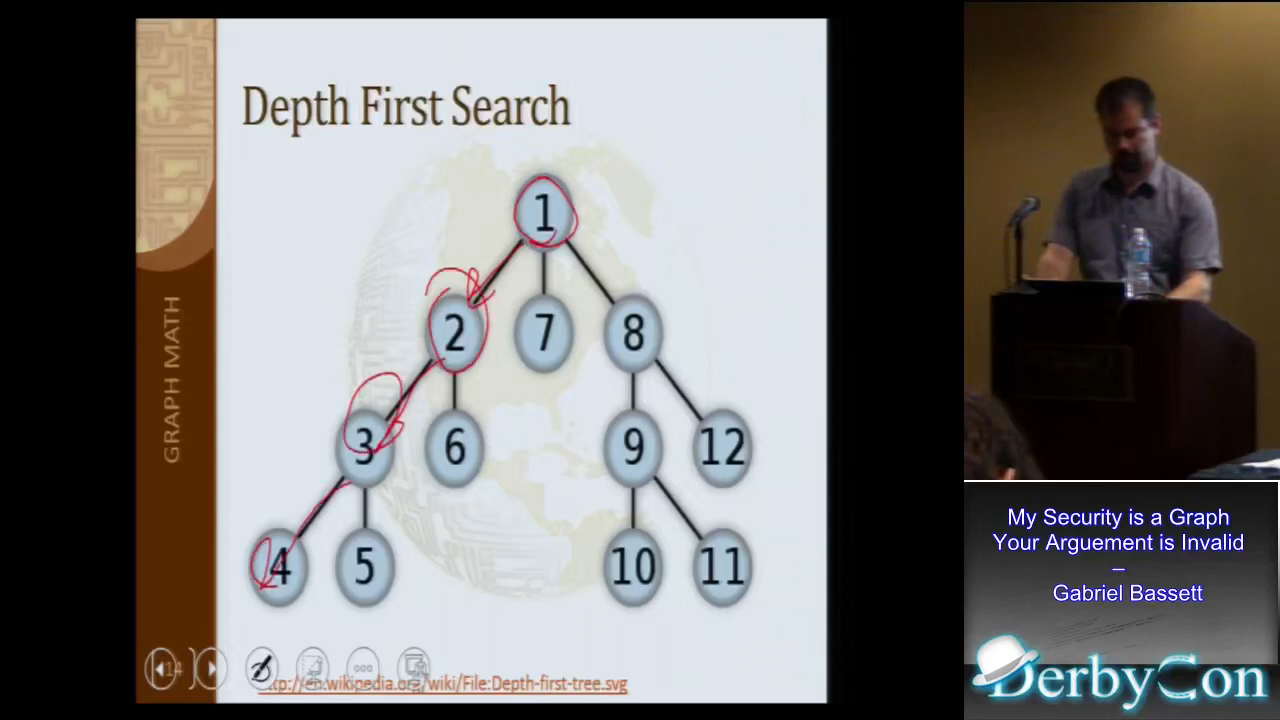 Depth First Search
1
2
7
8
3
6
9
12
4
5
10
11
GRAPH MATH
14
http://en.wikipedia.org/wiki/File:Depth-first-tree.svg
My Security is a Graph
Your Arguement is Invalid
–
Gabriel Bassett
DerbyCon